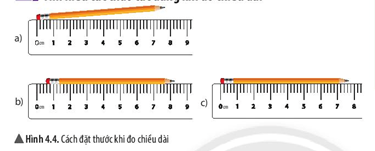 a)
0cm 1 2 3 4 5 6 7 8 9
b)
0cm 1 2 3 4 5 6 7 8 9
c)
0cm 1 2 3 4 5 6 7 8
Hình 4.4. Cách đặt thước khi đo chiều dài